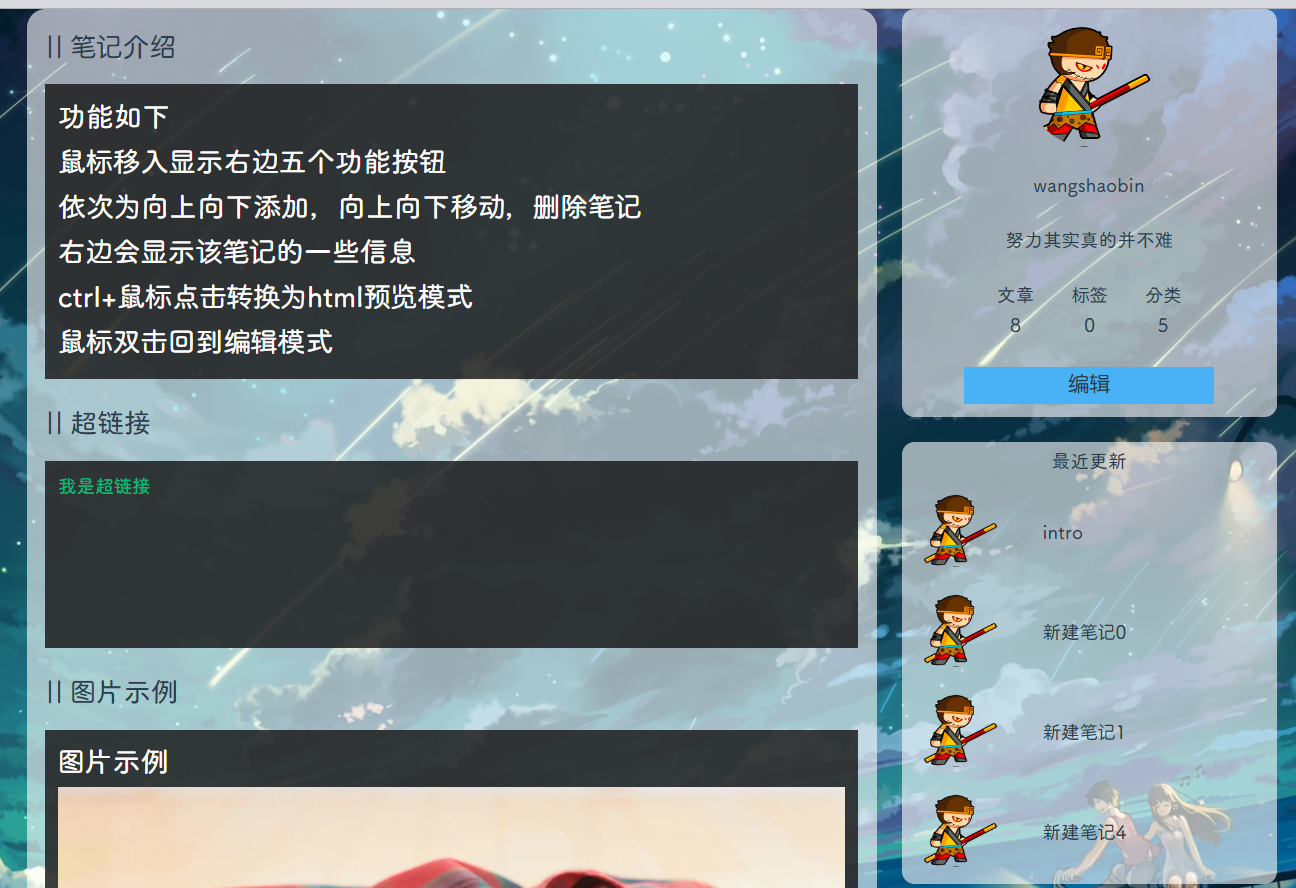 || 笔记介绍
功能如下
鼠标移入显示右边五个功能按钮
依次为向上向下添加，向上向下移动，删除笔记
右边会显示该笔记的一些信息
ctrl+鼠标点击转换为html预览模式
鼠标双击回到编辑模式
|| 超链接
我是超链接
|| 图片示例
图片示例
wangshaobin
努力其实真的并不难
文章 标签 分类
8 0 5
编辑
最近更新
intro
新建笔记0
新建笔记1
新建笔记4